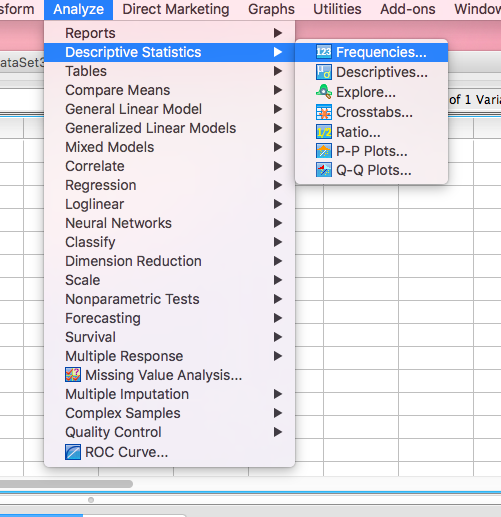 sform Analyze Direct Marketing Graphs Utilities Add-ons Window
Reports
Descriptive Statistics
Tables
Compare Means
General Linear Model
Generalized Linear Models
Mixed Models
Correlate
Regression
Loglinear
Neural Networks
Classify
Dimension Reduction
Scale
Nonparametric Tests
Forecasting
Survival
Multiple Response
Missing Value Analysis...
Multiple Imputation
Complex Samples
Quality Control
ROC Curve...
123 Frequencies...
Descriptives...
Explore...
Crosstabs...
1/2 Ratio...
P-P Plots...
Q-Q Plots...
ataSet3
of 1 Varia